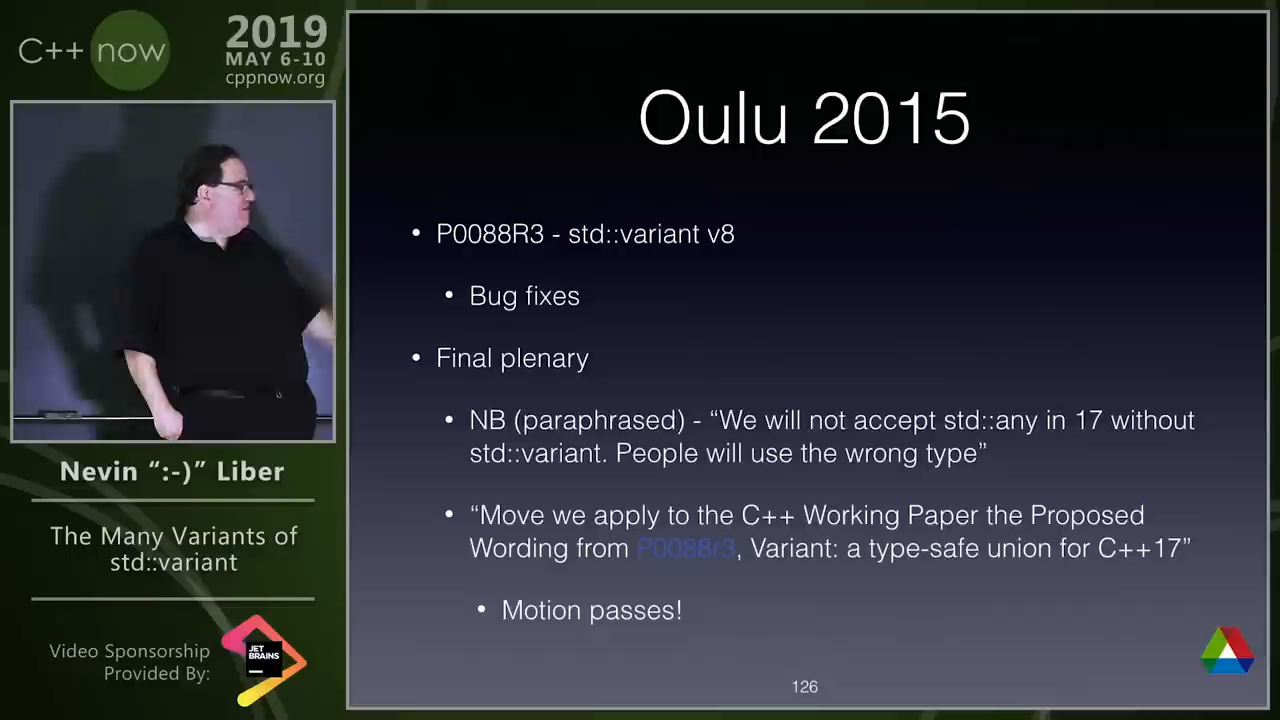 C++ now
2019
MAY 6-10
cppnow.org
Nevin “:-)” Liber
The Many Variants of
std::variant
Video Sponsorship
Provided By:
JET
BRAINS
Oulu 2015
• P0088R3 - std::variant v8
• Bug fixes
• Final plenary
• NB (paraphrased) - “We will not accept std::any in 17 without
std::variant. People will use the wrong type”
• “Move we apply to the C++ Working Paper the Proposed
Wording from P0088r3, Variant: a type-safe union for C++17”
• Motion passes!
126